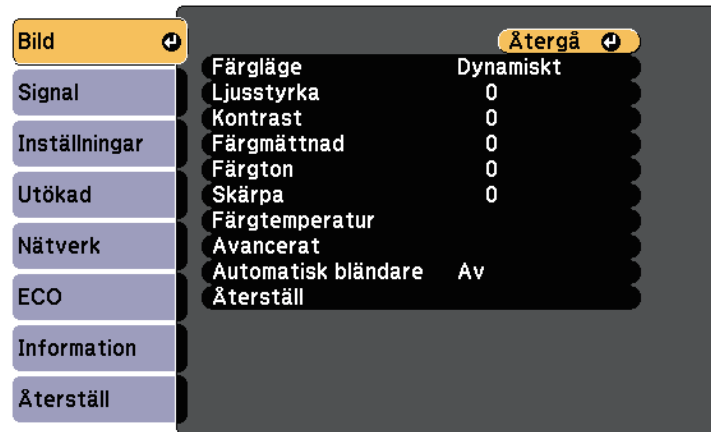 Bild
Signal
Inställningar
Utökad
Nätverk
ECO
Information
Återställ
Återgå
Färgläge Dynamiskt
Ljusstyrka 0
Kontrast 0
Färgmättnad 0
Färgton 0
Skärpa 0
Färgtemperatur
Avancerat
Automatisk bländare Av
Återställ